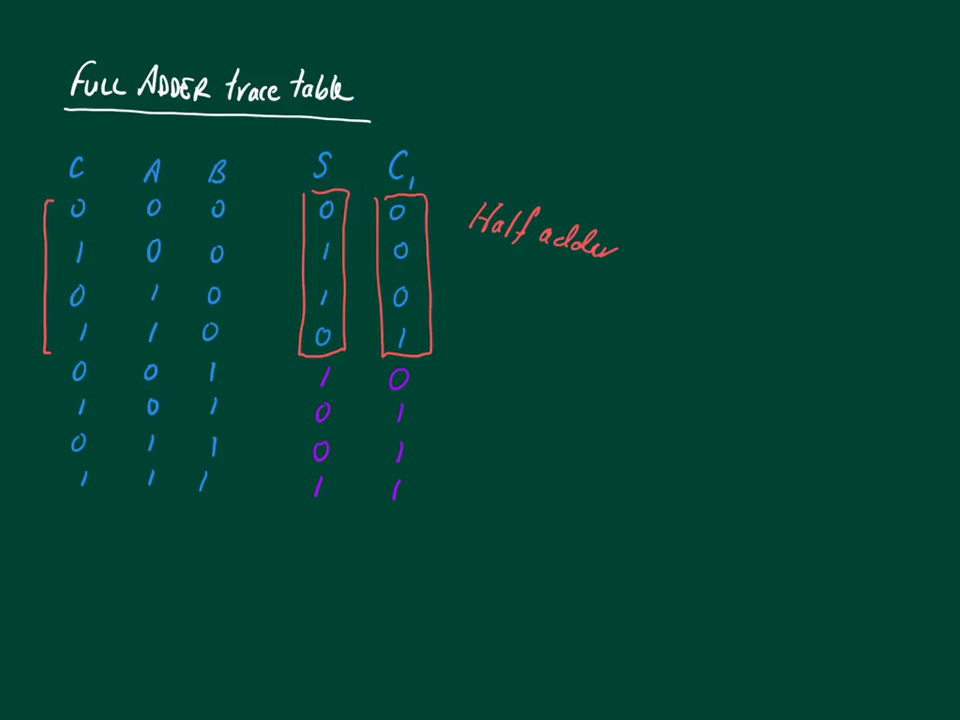 FULL ADDER trace table
C A B S C1
0 0 0 0 0
1 0 0 1 0
0 1 0 1 0
1 1 0 0 1
0 0 1 1 0
1 0 1 0 1
0 1 1 0 1
1 1 1 1 1
Half adder